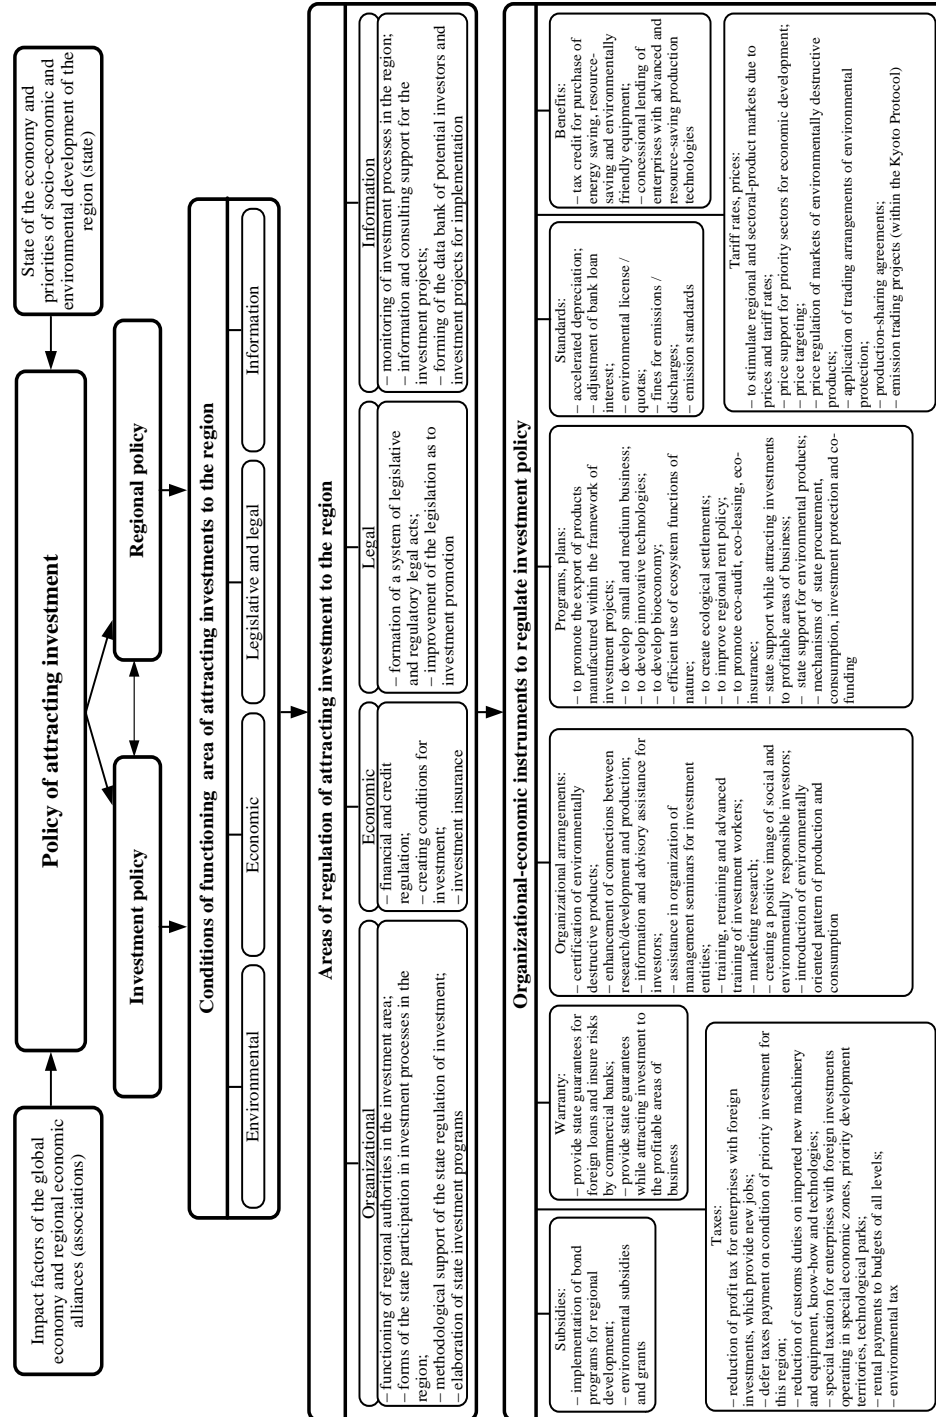 Impact factors of the global
economy and regional economic
alliances (associations)
Policy of attracting investment
State of the economy and
priorities of socio-economic and
environmental development of the
region (state)
Investment policy
Regional policy
Conditions of functioning area of attracting investments to the region
Environmental
Economic
Legislative and legal
Information
Areas of regulation of attracting investment to the region
Organizational
– functioning of regional authorities in the investment area;
– forms of the state participation in investment processes in the
region;
– methodological support of the state regulation of investment;
– elaboration of state investment programs
Economic
– financial and credit
regulation;
– creating conditions for
investment;
– investment insurance
Legal
– formation of a system of legislative
and regulatory legal acts;
– improvement of the legislation as to
investment promotion
Information
– monitoring of investment processes in the region;
– information and consulting support for the
investment projects;
– forming of the data bank of potential investors and
investment projects for implementation
Organizational-economic instruments to regulate investment policy
Subsidies:
– implementation of bond
programs for regional
development;
– environmental subsidies
and grants
Warranty:
– provide state guarantees for
foreign loans and insure risks
by commercial banks;
– provide state guarantees
while attracting investment to
the profitable areas of
business
Organizational arrangements:
– certification of environmentally
destructive products;
– enhancement of connections between
research/development and production;
– information and advisory assistance for
investors;
– assistance in organization of
management seminars for investment
entities;
– training, retraining and advanced
training of investment workers;
– marketing research;
– creating a positive image of social and
environmentally responsible investors;
– introduction of environmentally
oriented pattern of production and
consumption
Programs, plans:
– to promote the export of products
manufactured within the framework of
investment projects;
– to develop small and medium business;
– to develop innovative technologies;
– to develop bioeconomy;
– efficient use of ecosystem functions of
nature;
– to create ecological settlements;
– to improve regional rent policy;
– to promote eco-audit, eco-leasing, eco-
insurance;
– state support while attracting investments
to profitable areas of business;
– state support for environmental products;
– mechanisms of state procurement,
consumption, investment protection and co-
funding
Standards:
– accelerated depreciation;
– adjustment of bank loan
interest;
– environmental license /
quotas;
– fines for emissions /
discharges;
– emission standards
Benefits:
– tax credit for purchase of
energy saving, resource-
saving and environmentally
friendly equipment;
– concessional lending of
enterprises with advanced and
resource-saving production
technologies
Taxes:
– reduction of profit tax for enterprises with foreign
investments, which provide new jobs;
– defer taxes payment on condition of priority investment for
this region;
– reduction of customs duties on imported new machinery
and equipment, know-how and technologies;
– special taxation for enterprises with foreign investments
operating in special economic zones, priority development
territories, technological parks;
– rental payments to budgets of all levels;
– environmental tax
Tariff rates, prices:
– to stimulate regional and sectoral-product markets due to
prices and tariff rates;
– price support for priority sectors for economic development;
– price targeting;
– price regulation of markets of environmentally destructive
products;
– application of trading arrangements of environmental
protection;
– production-sharing agreements;
– emission trading projects (within the Kyoto Protocol)